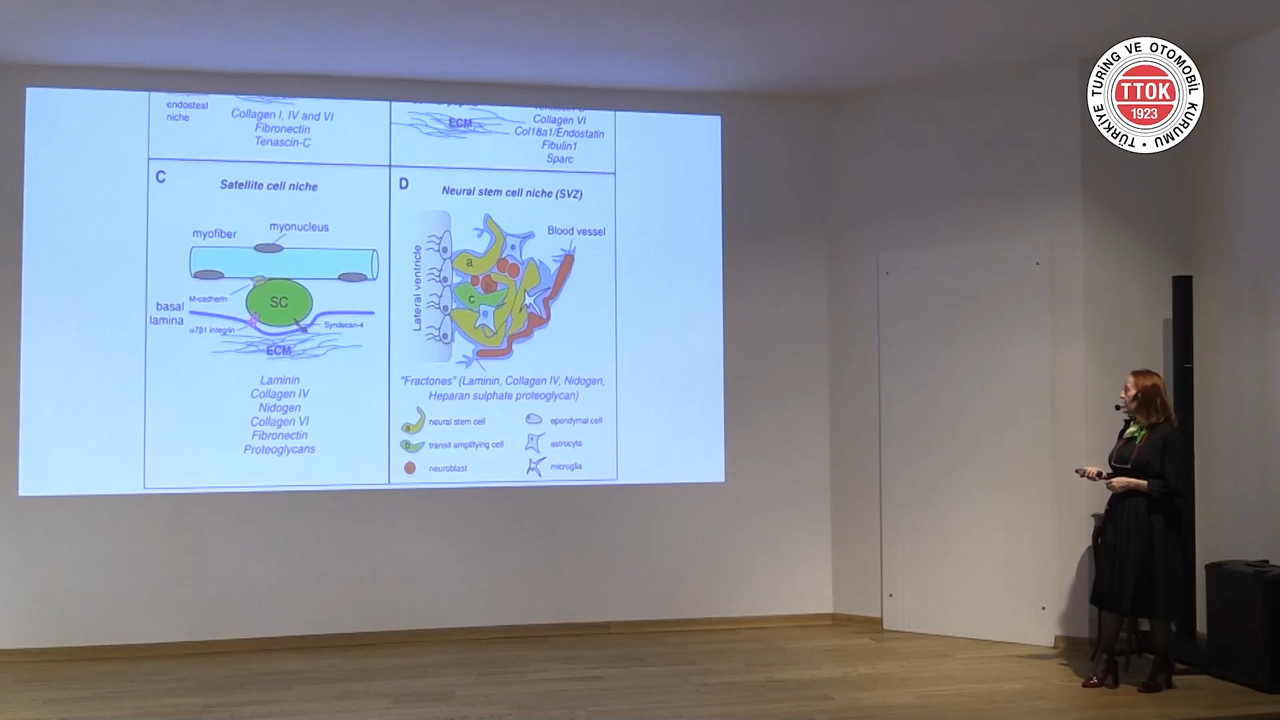 endosteal
niche
Collagen I, IV and VI
Fibronectin
Tenascin-C
ECM
Collagen VI
Col18a1/Endostatin
Fibulin1
Sparc
C
Satellite cell niche
myofiber
myonucleus
M-cadherin
SC
basal
lamina
α7β1 integrin
Syndecan-4
ECM
Laminin
Collagen IV
Nidogen
Collagen VI
Fibronectin
Proteoglycans
D
Neural stem cell niche (SVZ)
Blood vessel
Lateral ventricle
a
c
"Fractones" (Laminin, Collagen IV, Nidogen,
Heparan sulphate proteoglycan)
neural stem cell
ependymal cell
transit amplifying cell
astrocyte
neuroblast
microglia
TÜRKİYE TURİNG VE OTOMOBİL KURUMU
TTOK
1923